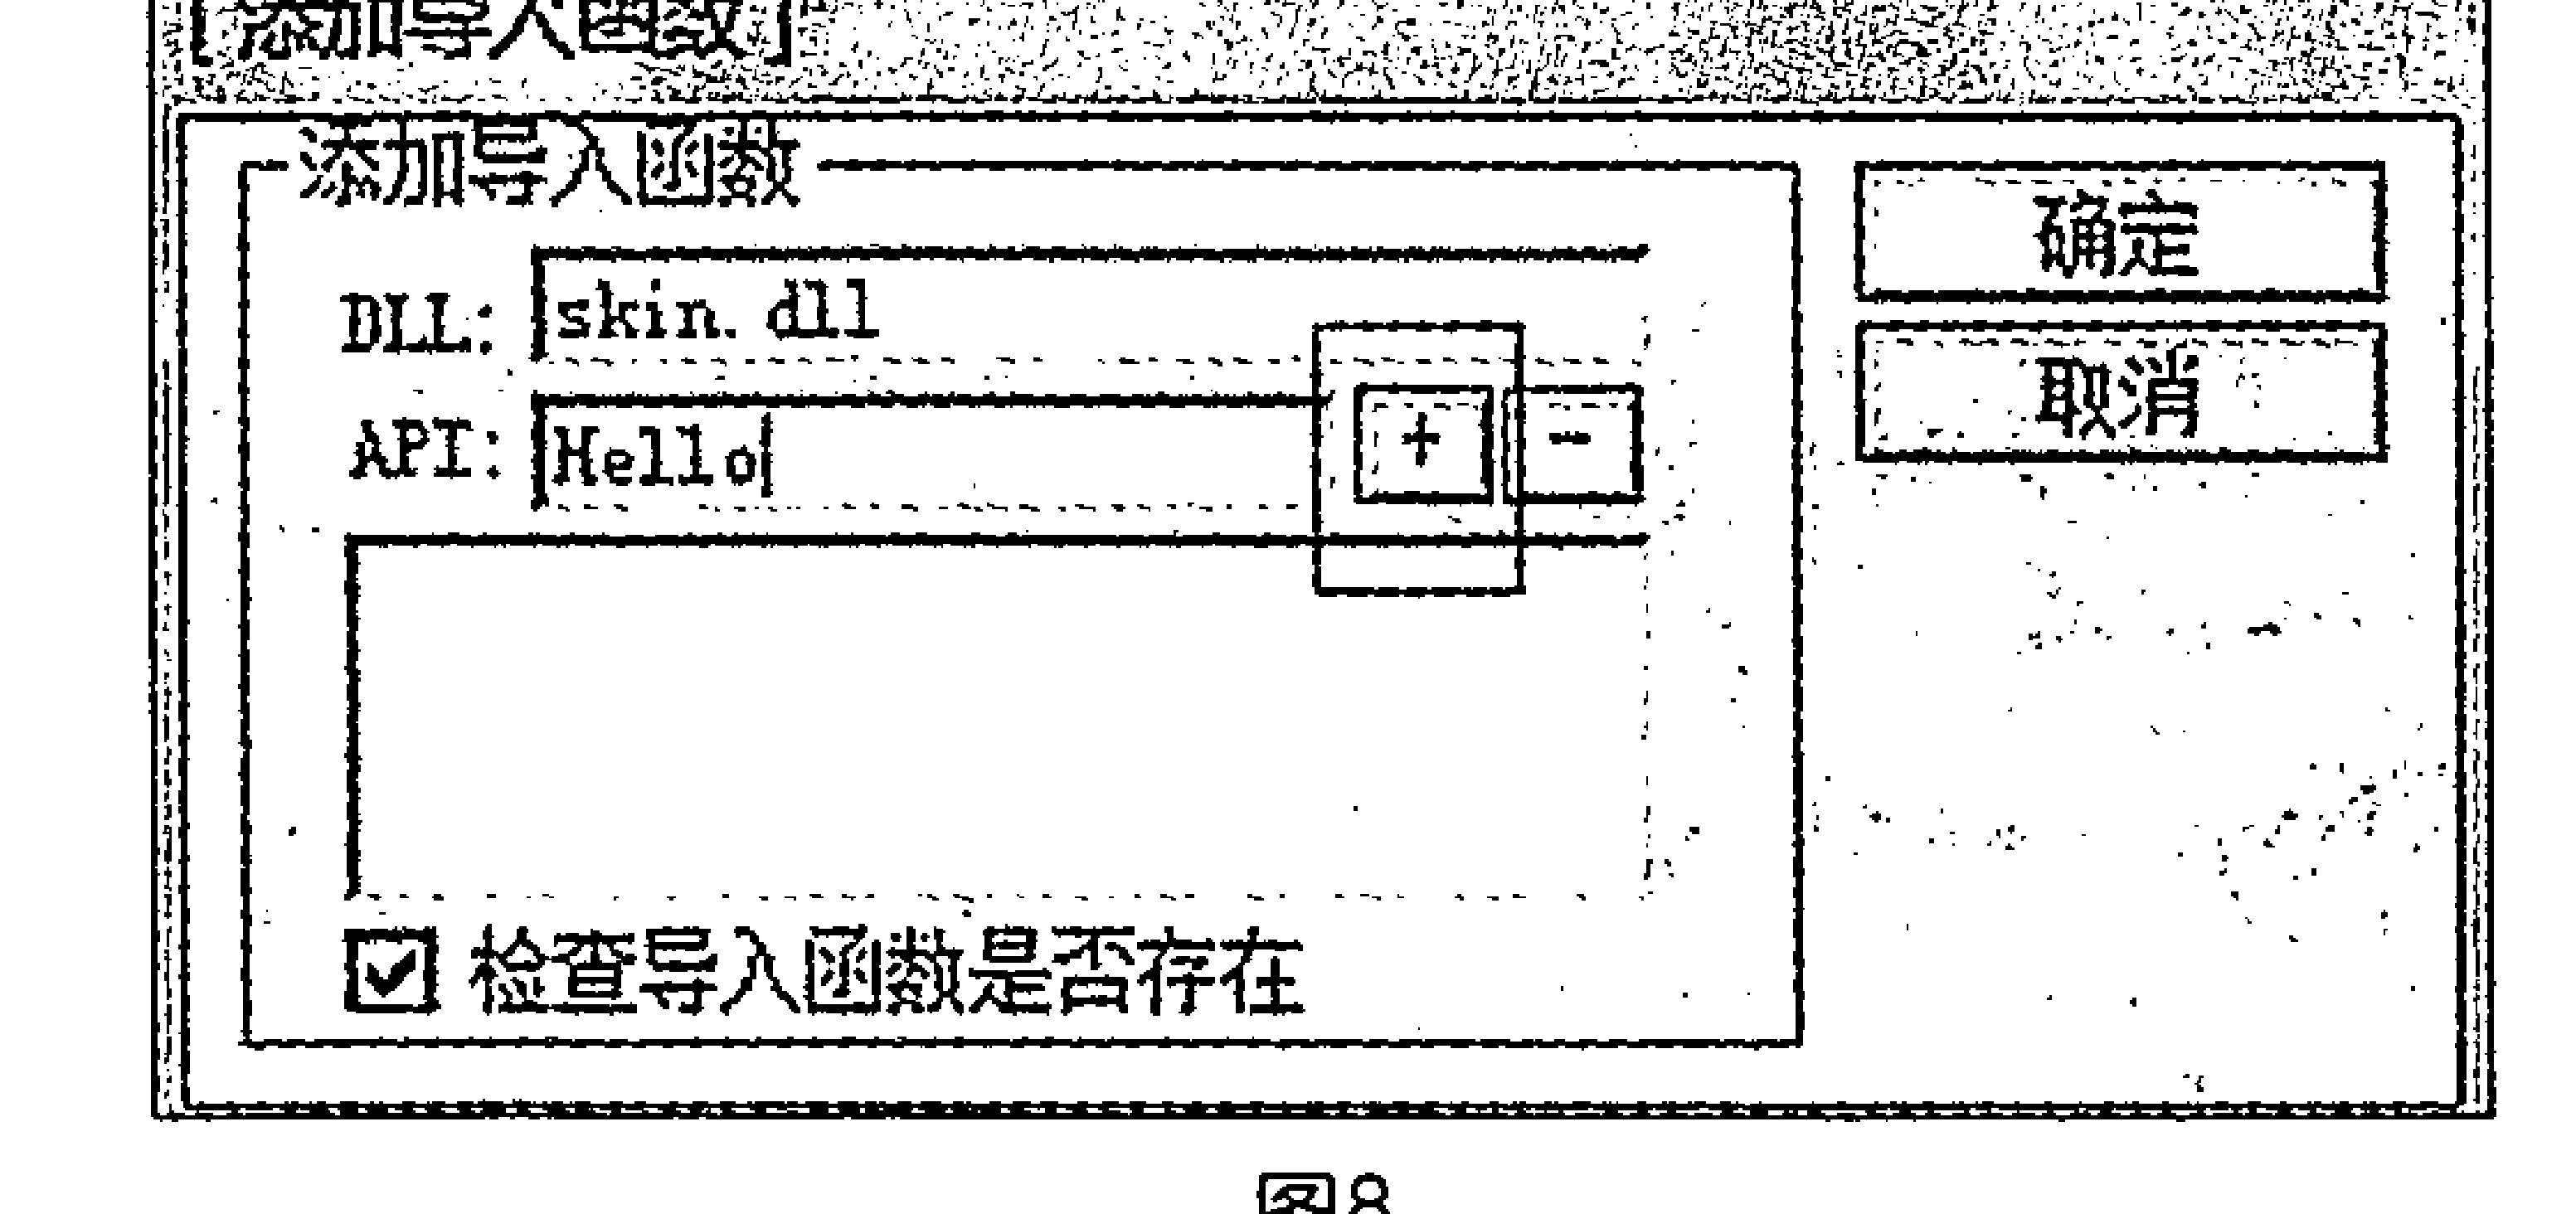 [添加导入函数]
添加导入函数
DLL: skin.dll
API: Hello + -
检查导入函数是否存在
确定
取消
图8